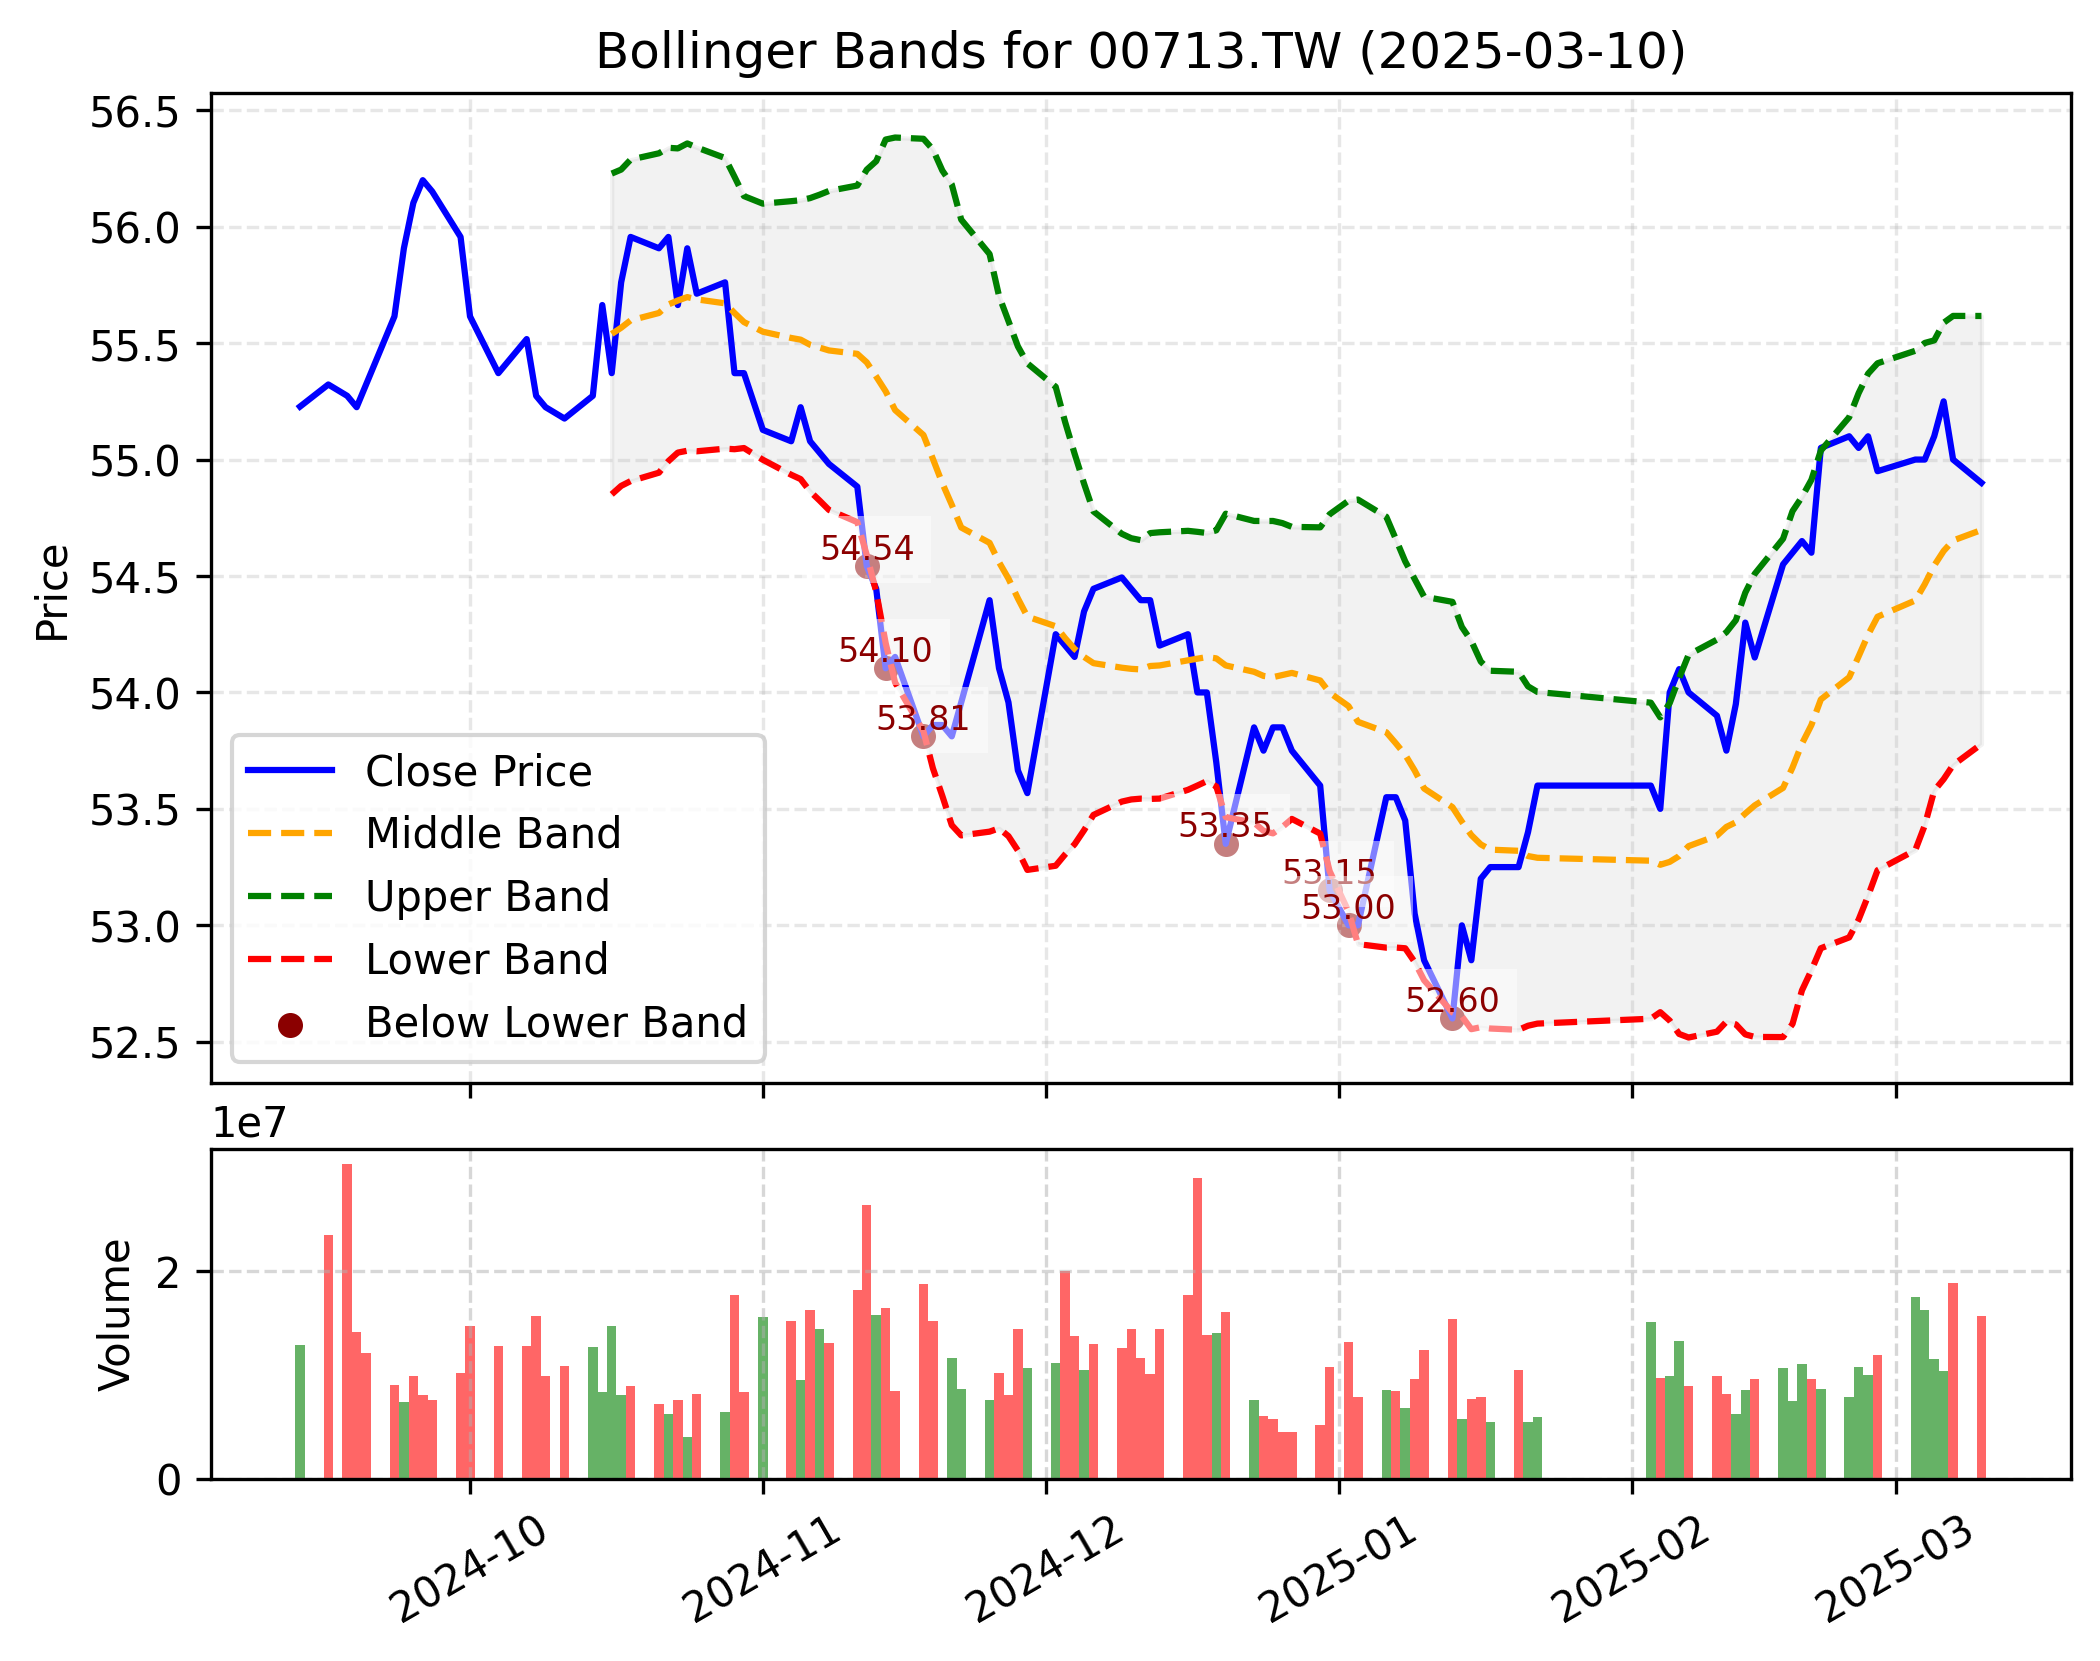 Bollinger Bands for 00713.TW (2025-03-10)
56.5
56.0
55.5
55.0
54.5
54.0
53.5
53.0
52.5
Price
54.54
54.10
53.81
53.35
53.15
53.00
52.60
Close Price
Middle Band
Upper Band
Lower Band
Below Lower Band
1e7
2
0
Volume
2024-10
2024-11
2024-12
2025-01
2025-02
2025-03